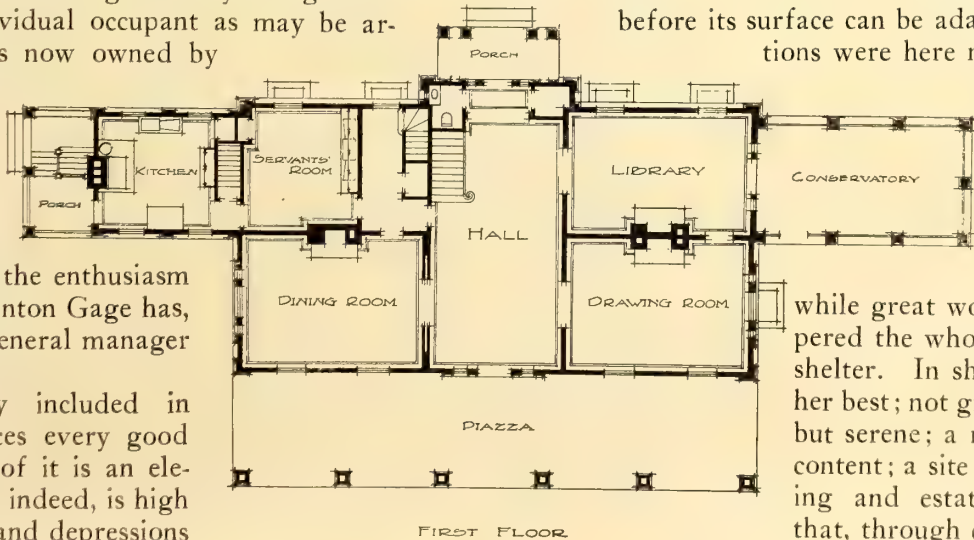 ividual occupant as may be ar-
s now owned by
the enthusiasm
nton Gage has,
eneral manager
included in
ces every good
of it is an ele-
indeed, is high
and depressions
before its surface can be ada
tions were here
PORCH
KITCHEN
SERVANTS'
ROOM
PORCH
HALL
LIBRARY
CONSERVATORY
DINING ROOM
DRAWING ROOM
PIAZZA
FIRST FLOOR
while great wo
pered the who
shelter. In sh
her best; not g
but serene; a
content; a site
ing and estat
that, through